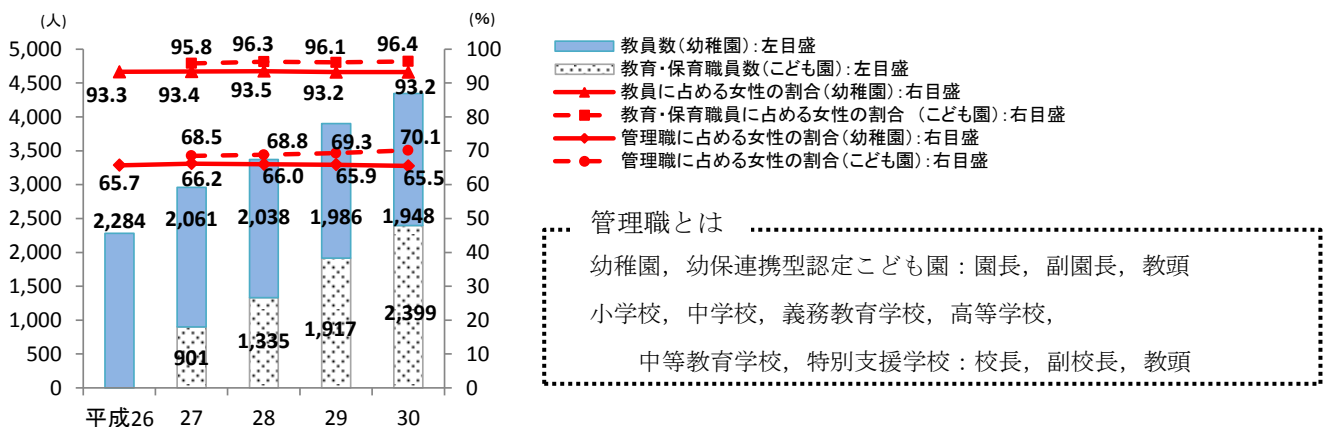 (人)
(%)
5,000
4,500
4,000
3,500
3,000
2,500
2,000
1,500
1,000
500
0
100
90
80
70
60
50
40
30
20
10
0
95.8 96.3 96.1 96.4
93.3 93.4 93.5 93.2 93.2
68.5 68.8 69.3 70.1
65.7 66.2 66.0 65.9 65.5
2,284 2,061 2,038 1,986 1,948
901 1,335 1,917 2,399
平成26 27 28 29 30
教員数(幼稚園):左目盛
教育・保育職員数(こども園):左目盛
教員に占める女性の割合(幼稚園):右目盛
教育・保育職員に占める女性の割合 (こども園):右目盛
管理職に占める女性の割合(幼稚園):右目盛
管理職に占める女性の割合(こども園):右目盛
管理職とは
幼稚園，幼保連携型認定こども園：園長，副園長，教頭
小学校，中学校，義務教育学校，高等学校，
中等教育学校，特別支援学校：校長，副校長，教頭